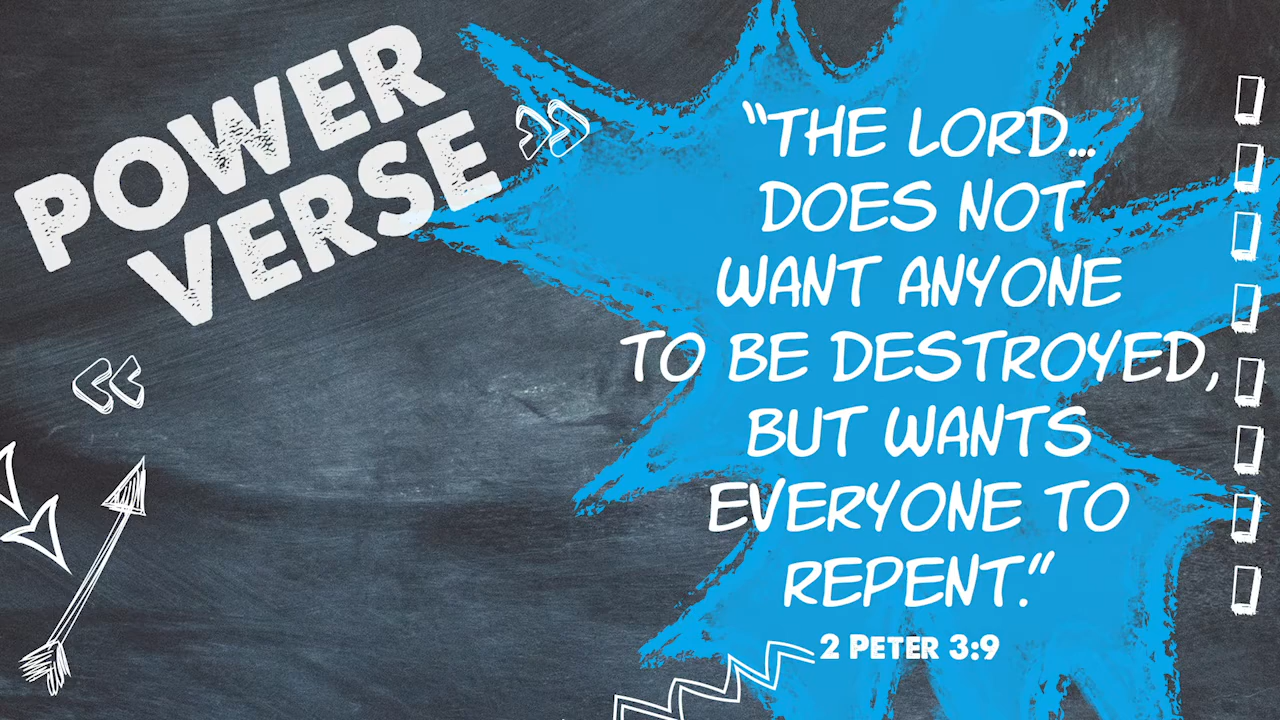 POWER
VERSE
"THE LORD...
DOES NOT
WANT ANYONE
TO BE DESTROYED,
BUT WANTS
EVERYONE TO
REPENT."
2 PETER 3:9